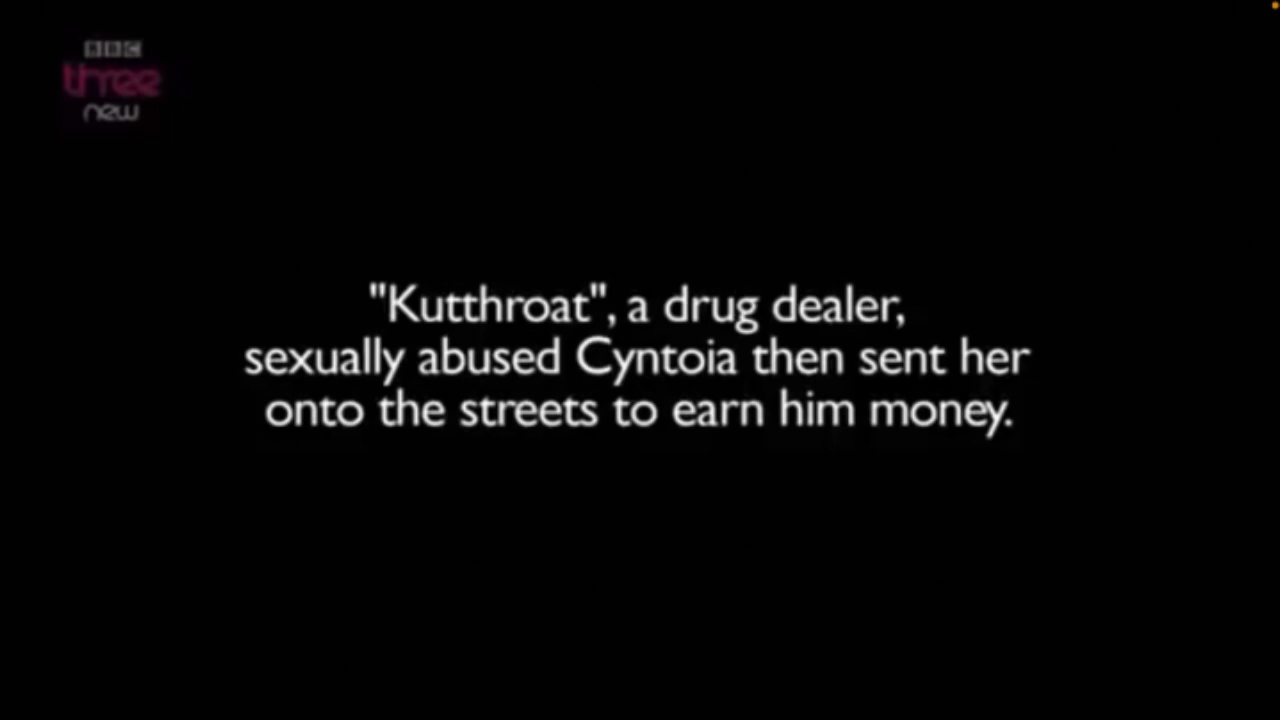 BBC
three
new
"Kutthroat", a drug dealer,
sexually abused Cyntoia then sent her
onto the streets to earn him money.